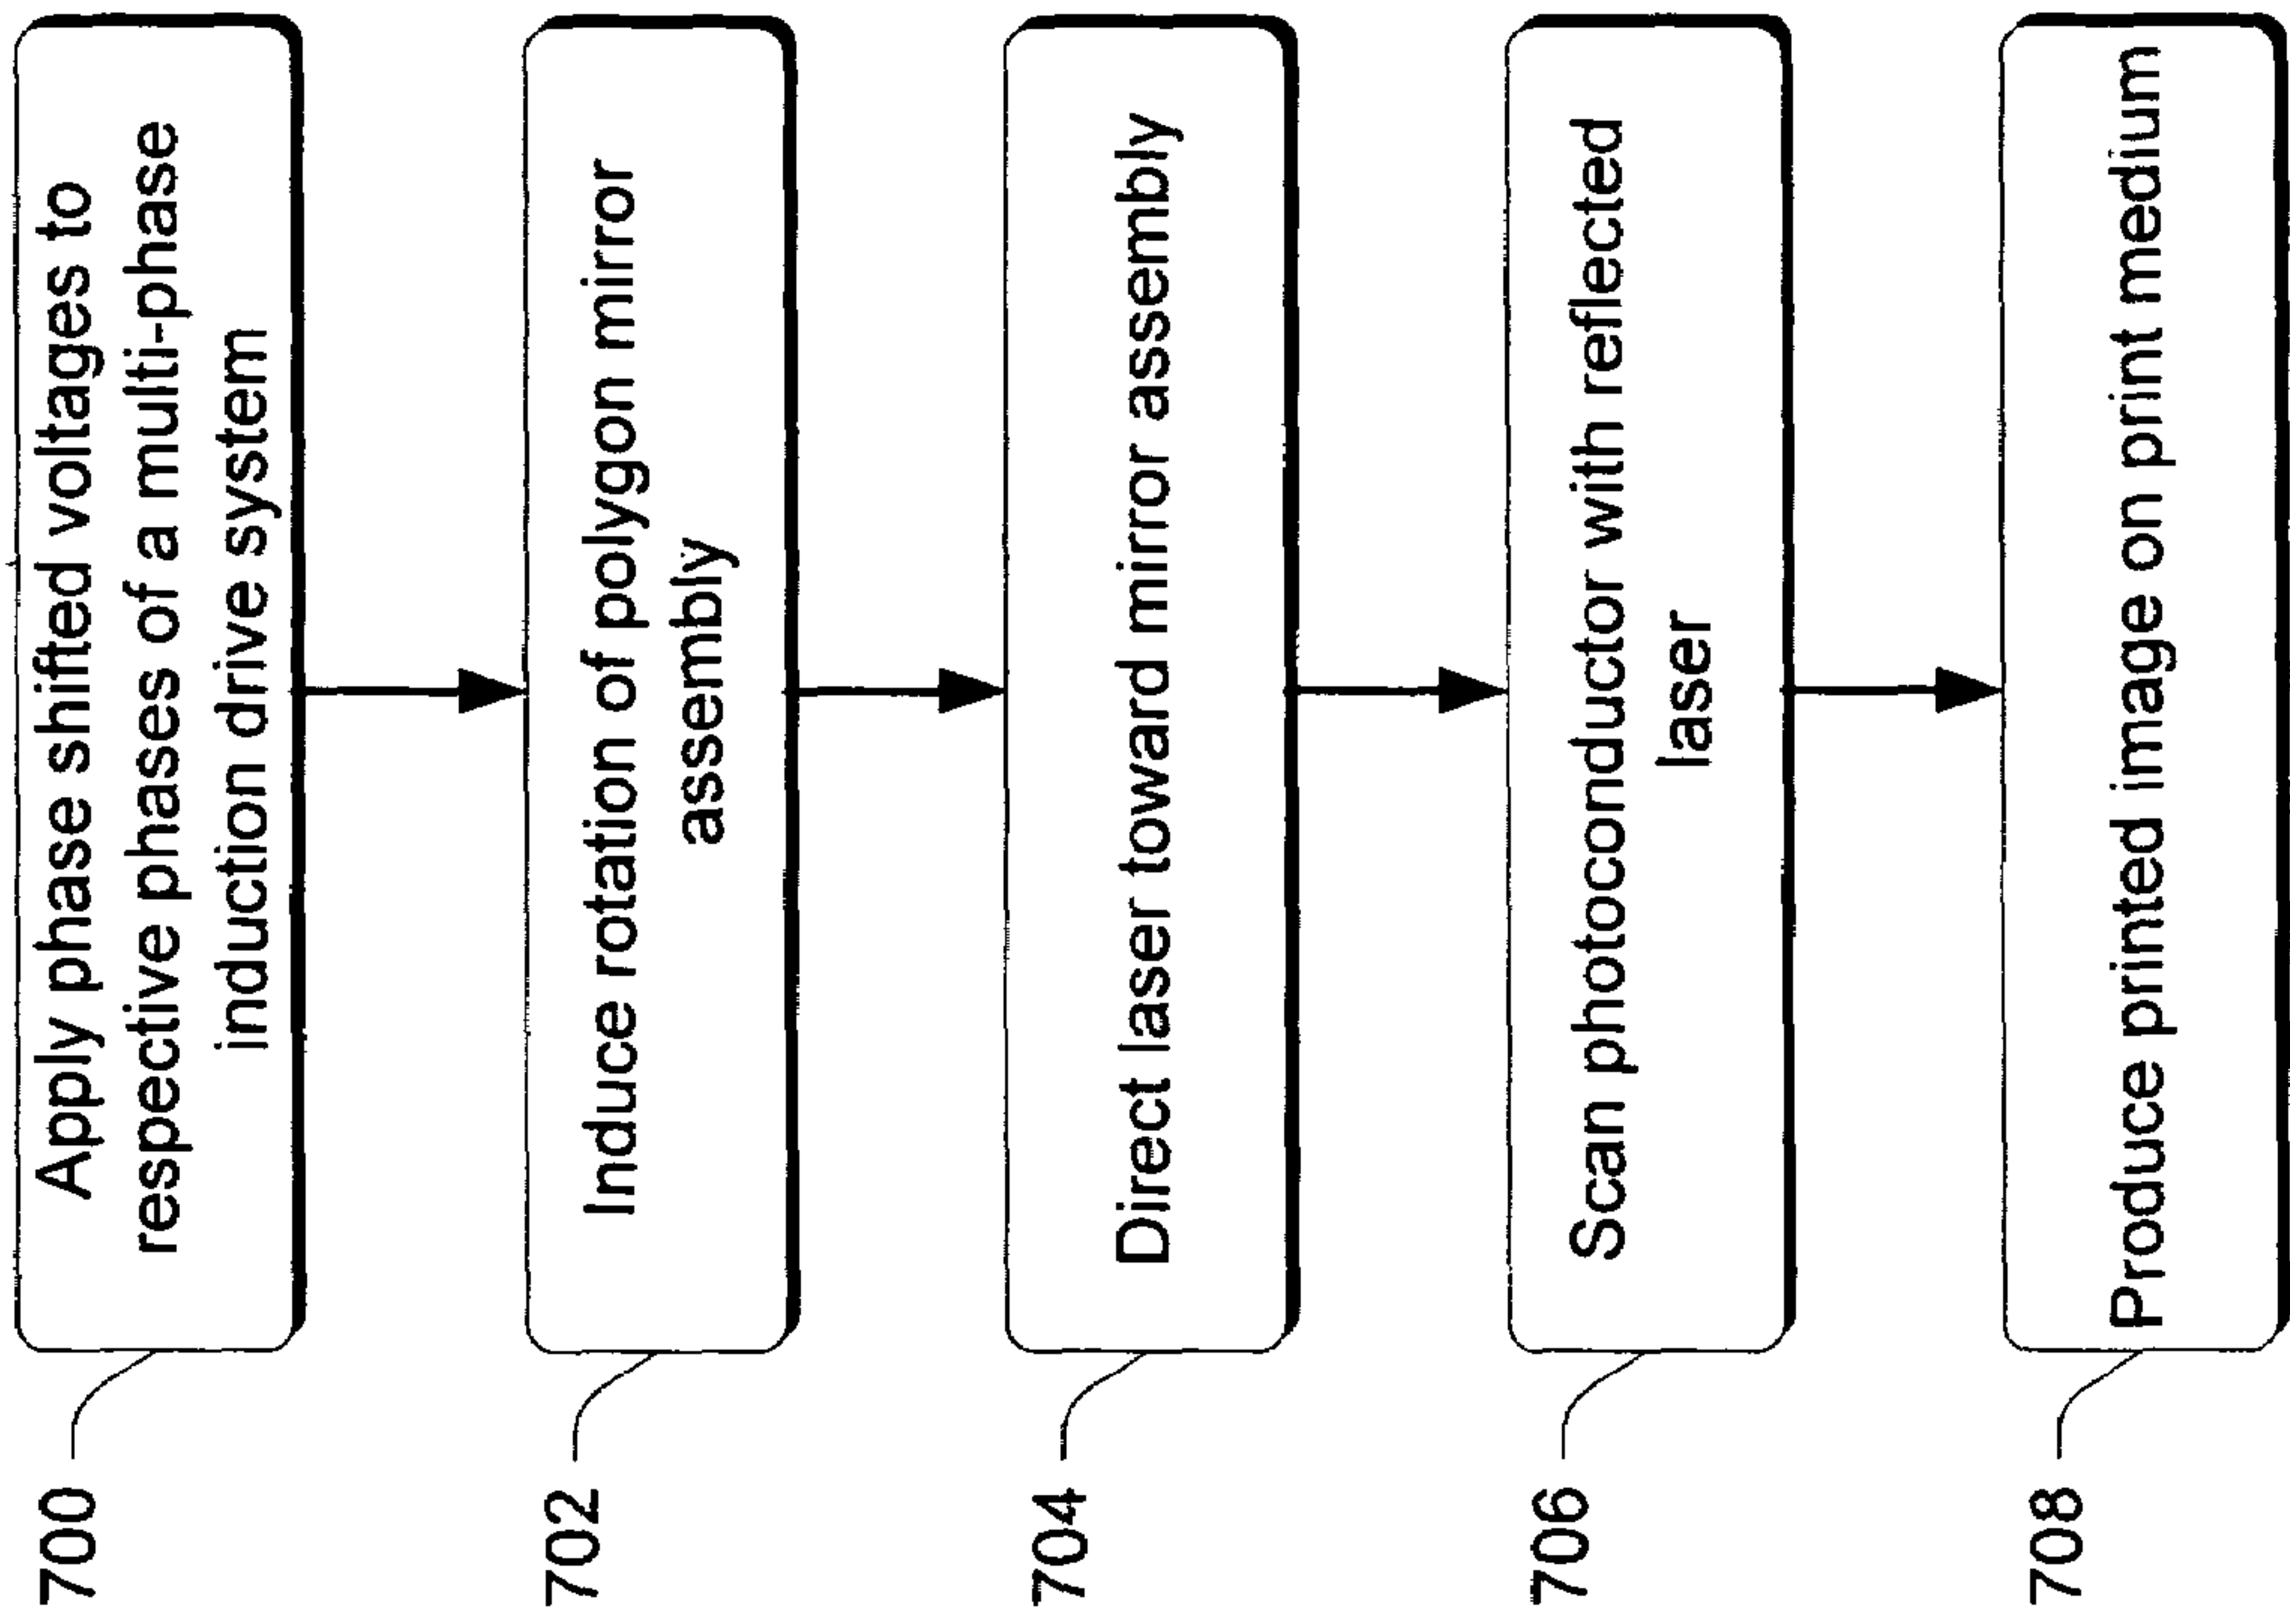 700
Apply phase shifted voltages to
respective phases of a multi-phase
induction drive system
702
Induce rotation of polygon mirror
assembly
704
Direct laser toward mirror assembly
706
Scan photoconductor with reflected
laser
708
Produce printed image on print medium